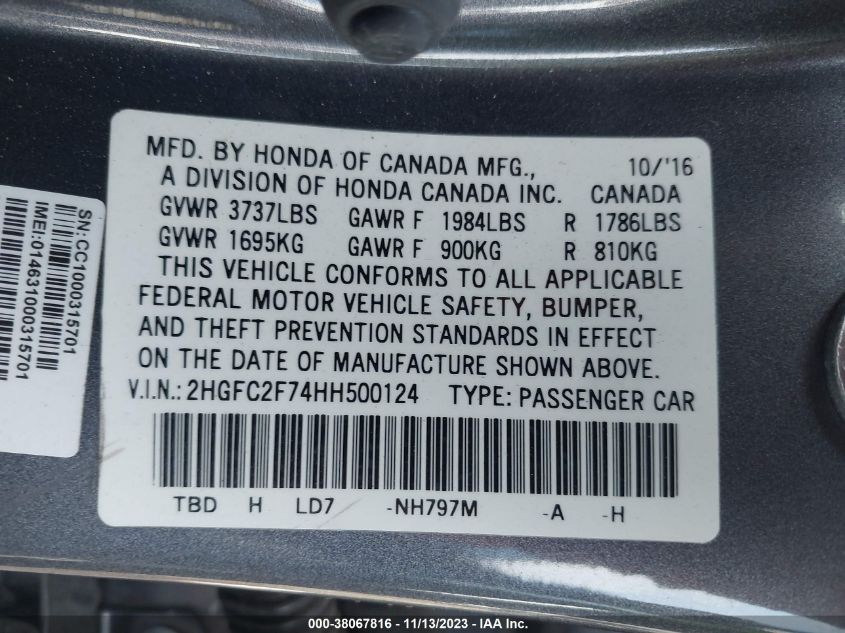 MFD. BY HONDA OF CANADA MFG., 10/'16
A DIVISION OF HONDA CANADA INC. CANADA
GVWR 3737LBS GAWR F 1984LBS R 1786LBS
GVWR 1695KG GAWR F 900KG R 810KG
THIS VEHICLE CONFORMS TO ALL APPLICABLE
FEDERAL MOTOR VEHICLE SAFETY, BUMPER,
AND THEFT PREVENTION STANDARDS IN EFFECT
ON THE DATE OF MANUFACTURE SHOWN ABOVE.
V.I.N.: 2HGFC2F74HH500124 TYPE: PASSENGER CAR
TBD H LD7 -NH797M -A -H
SN:CC1000315701
IMEI:014631000315701
000-38067816 - 11/13/2023 - IAA Inc.